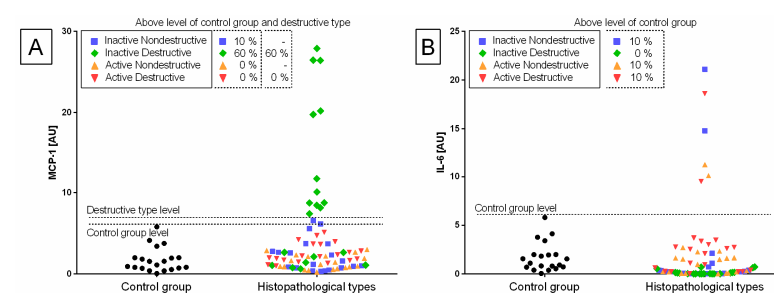 Above level of control group and destructive type
A
Inactive Nondestructive 10 % -
Inactive Destructive 60 % 60 %
Active Nondestructive 0 % -
Active Destructive 0 % 0 %
MCP-1 [AU]
30
20
10
0
Destructive type level
Control group level
Control group Histopathological types
Above level of control group
B
Inactive Nondestructive 10 %
Inactive Destructive 0 %
Active Nondestructive 10 %
Active Destructive 10 %
IL-6 [AU]
25
20
15
10
5
0
Control group level
Control group Histopathological types